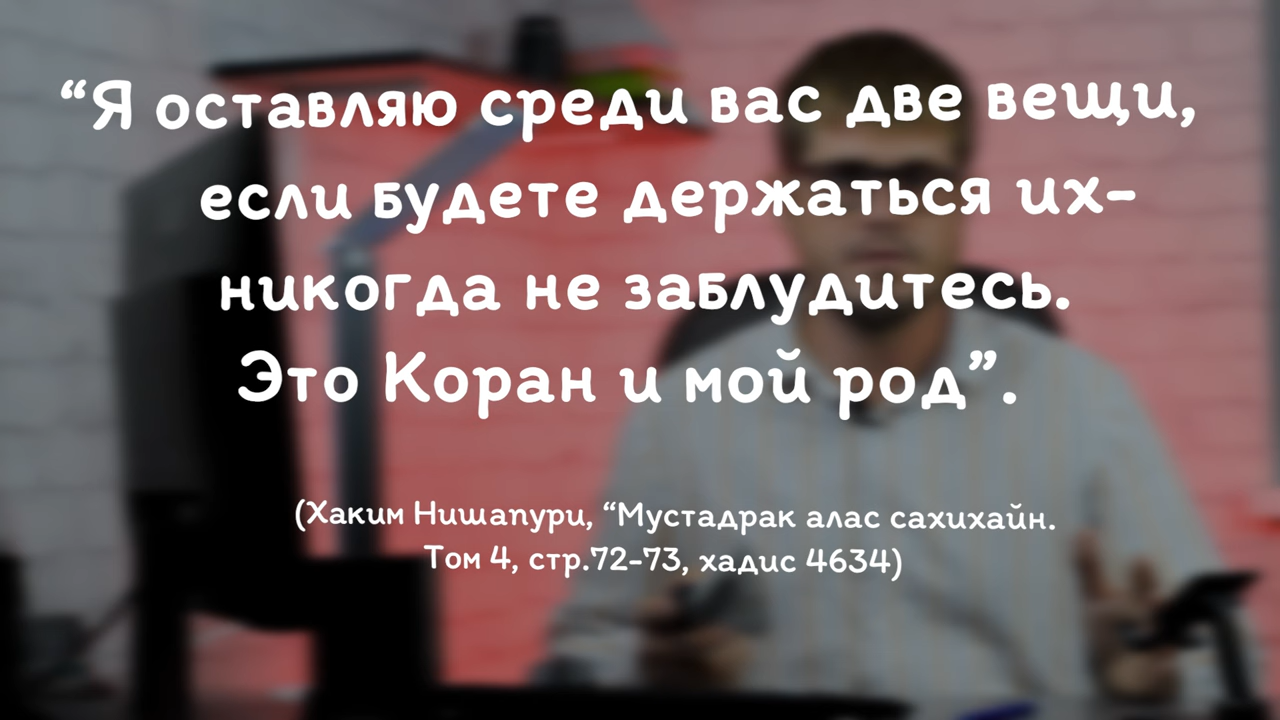 “Я оставляю среди вас две вещи,
если будете держаться их-
никогда не заблудитесь.
Это Коран и мой род”.
(Хаким Нишапури, “Мустадрак алас сахихайн.
Том 4, стр.72-73, хадис 4634)